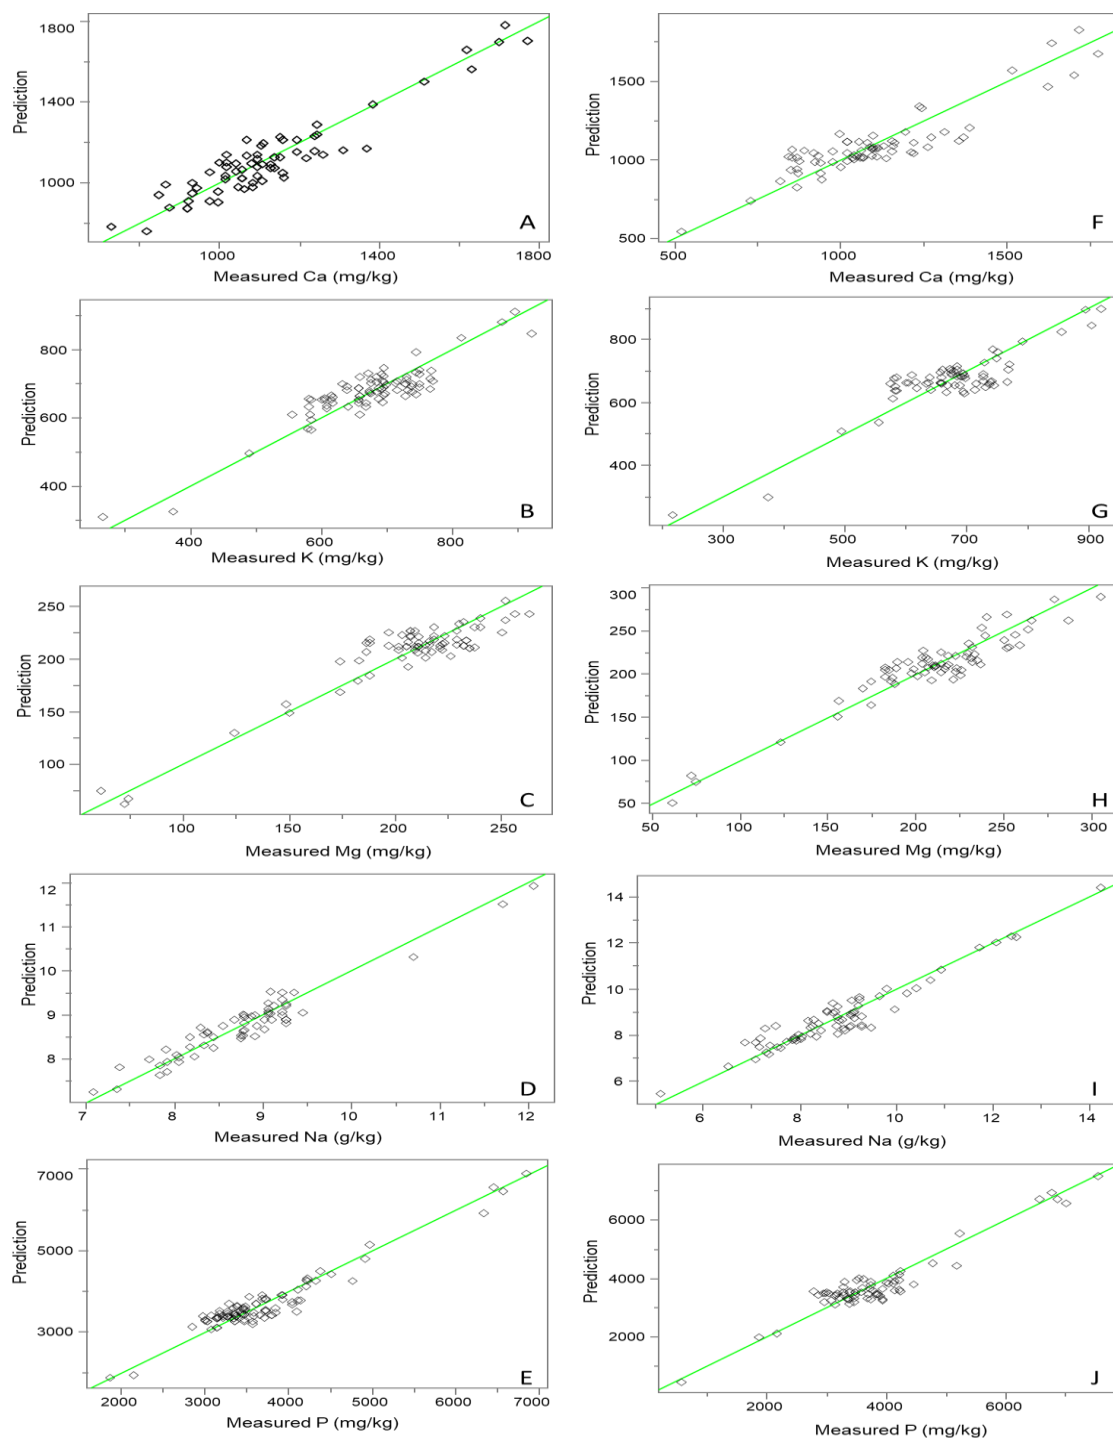 1800
1400
1000
Prediction
A
1000
1400
1800
Measured Ca (mg/kg)
1500
1000
500
Prediction
F
500
1000
1500
Measured Ca (mg/kg)
800
600
400
Prediction
B
400
600
800
Measured K (mg/kg)
800
600
400
Prediction
G
300
500
700
900
Measured K (mg/kg)
250
200
150
100
Prediction
C
100
150
200
250
Measured Mg (mg/kg)
300
250
200
150
100
50
Prediction
H
50
100
150
200
250
300
Measured Mg (mg/kg)
12
11
10
9
8
Prediction
D
7
8
9
10
11
12
Measured Na (g/kg)
14
12
10
8
6
Prediction
I
6
8
10
12
14
Measured Na (g/kg)
7000
5000
3000
Prediction
E
2000
3000
4000
5000
6000
7000
Measured P (mg/kg)
6000
4000
2000
Prediction
J
2000
4000
6000
Measured P (mg/kg)